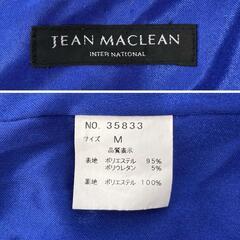 JEAN MACLEAN
INTER NATIONAL
NO. 35833
サイズ M
品質表示
表地 ポリエステル 95%
ポリウレタン 5%
裏地 ポリエステル 100%